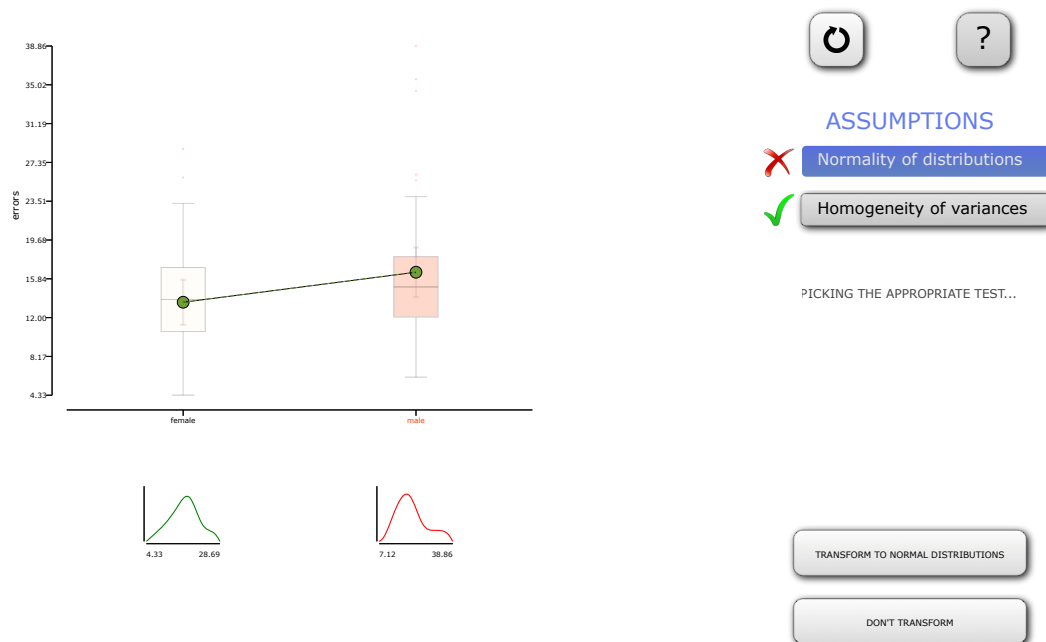 38.86
35.02
31.19
27.35
23.51
19.68
15.84
12.00
8.17
4.33
errors
female
male
4.33 28.69
7.12 38.86
?
ASSUMPTIONS
Normality of distributions
Homogeneity of variances
PICKING THE APPROPRIATE TEST...
TRANSFORM TO NORMAL DISTRIBUTIONS
DON'T TRANSFORM